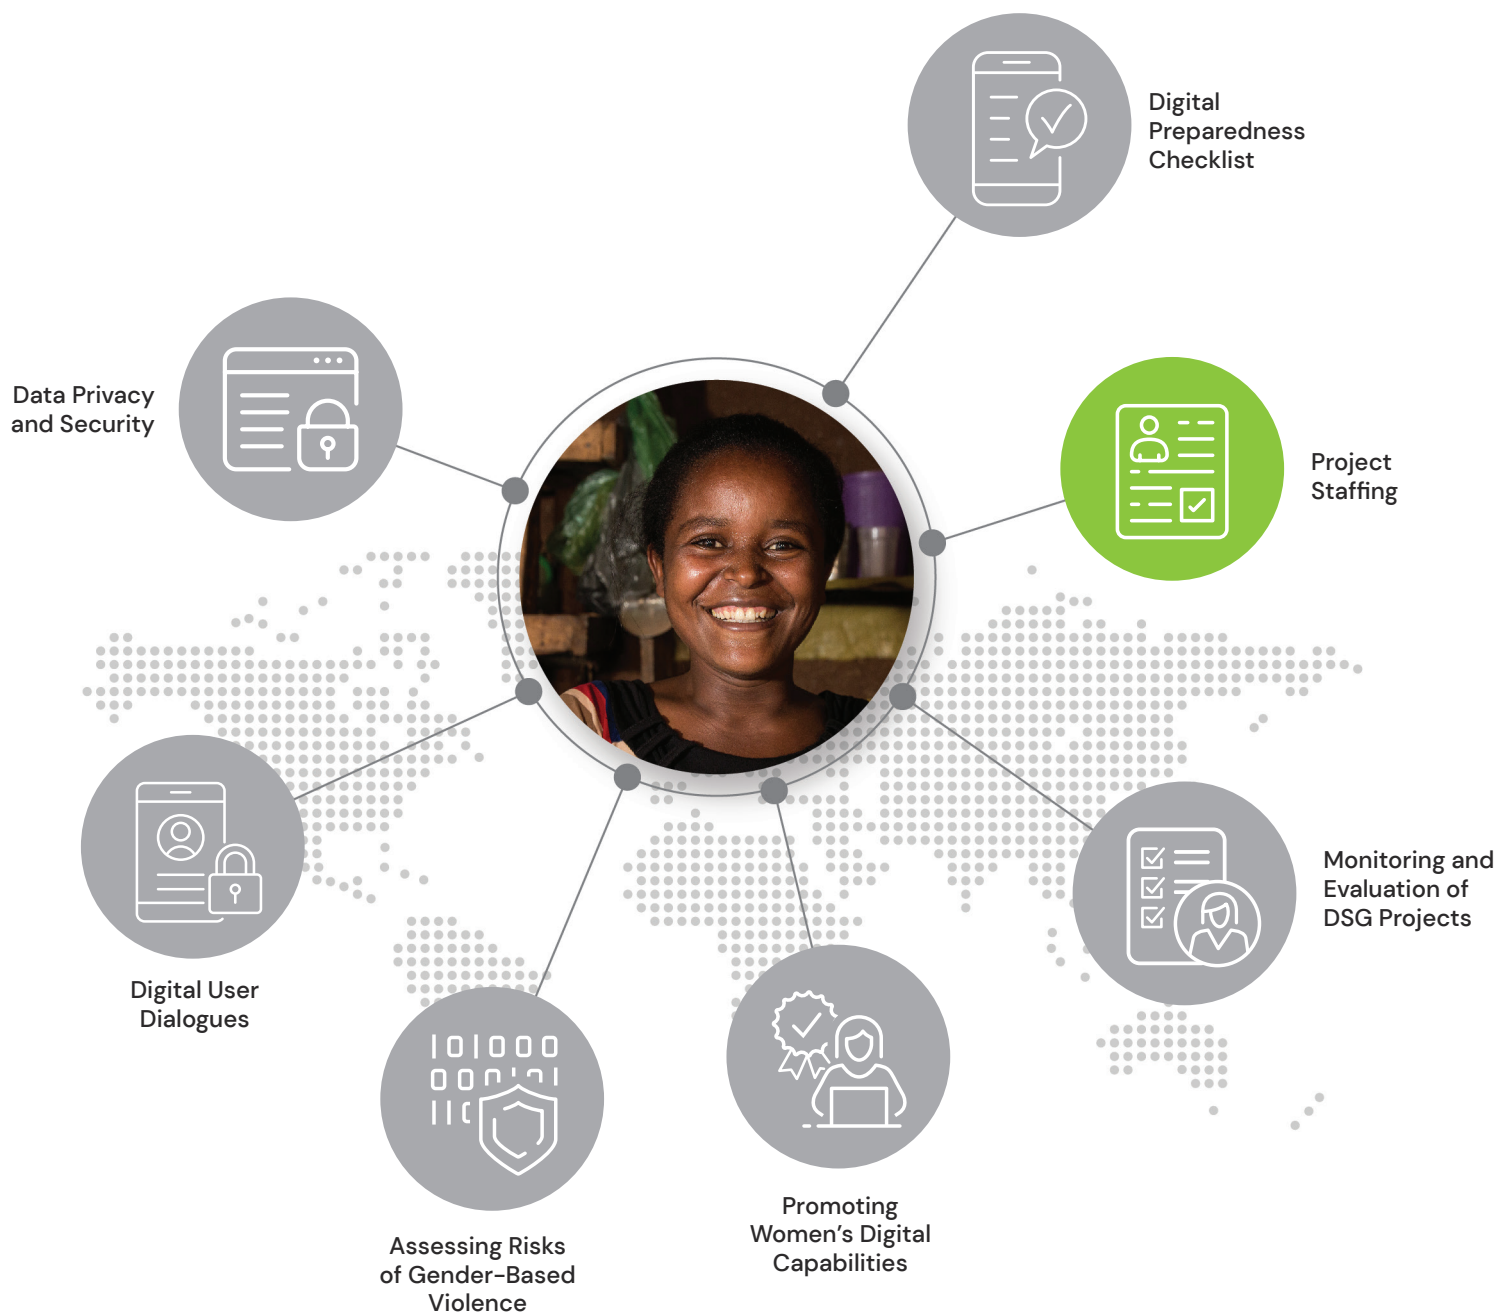 Digital
Preparedness
Checklist
Data Privacy
and Security
Project
Staffing
Monitoring and
Evaluation of
DSG Projects
Digital User
Dialogues
Promoting
Women's Digital
Capabilities
Assessing Risks
of Gender-Based
Violence